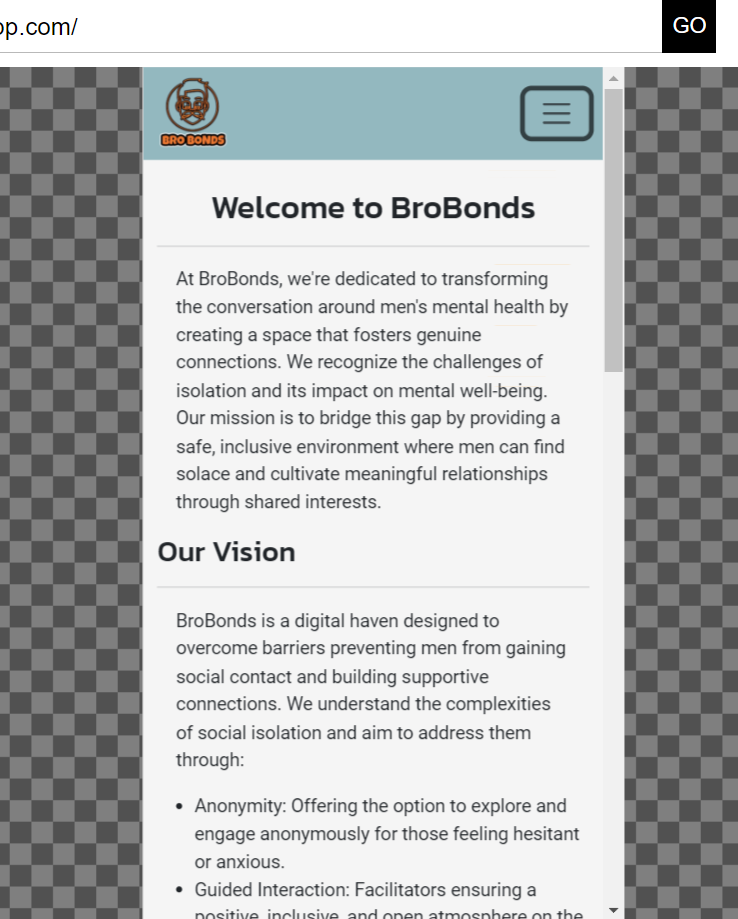 op.com/
GO
BRO BONDS
Welcome to BroBonds
At BroBonds, we're dedicated to transforming
the conversation around men's mental health by
creating a space that fosters genuine
connections. We recognize the challenges of
isolation and its impact on mental well-being.
Our mission is to bridge this gap by providing a
safe, inclusive environment where men can find
solace and cultivate meaningful relationships
through shared interests.
Our Vision
BroBonds is a digital haven designed to
overcome barriers preventing men from gaining
social contact and building supportive
connections. We understand the complexities
of social isolation and aim to address them
through:
• Anonymity: Offering the option to explore and
engage anonymously for those feeling hesitant
or anxious.
• Guided Interaction: Facilitators ensuring a
positive, inclusive, and open atmosphere on the